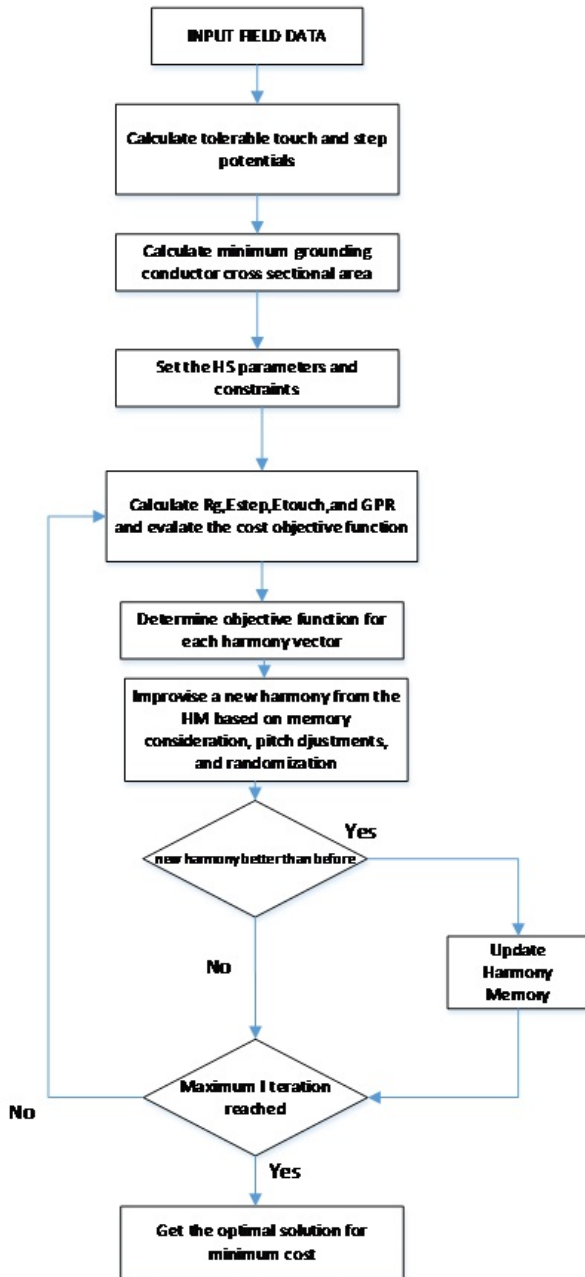 INPUT FIELD DATA
Calculate tolerable touch and step
potentials
Calculate minimum grounding
conductor cross sectional area
Set the HS parameters and
constraints
Calculate Rg,Estep,Etouch,and GPR
and evaluate the cost objective
function
Determine objective function for
each harmony vector
Improvise a new harmony from the
HM based on memory
consideration, pitch djustments,
and randomization
new harmony better than before
Yes
No
Update
Harmony
Memory
Maximum I teration
reached
No
Yes
Get the optimal solution for
minimum cost